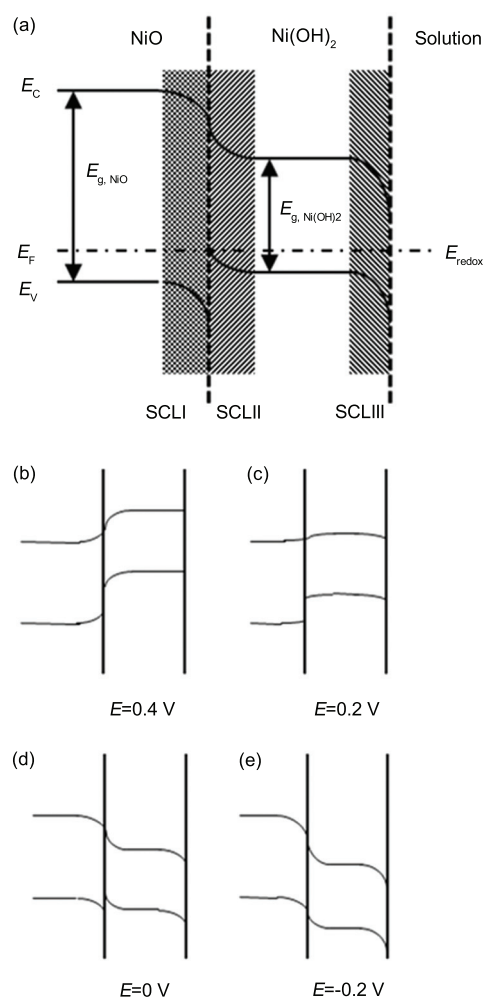 (a)
NiO Ni(OH)2 Solution
EC
Eg, NiO
Eg, Ni(OH)2
EF
Eredox
EV
SCLI SCLII SCLIII
(b) (c)
E=0.4 V E=0.2 V
(d) (e)
E=0 V E=-0.2 V